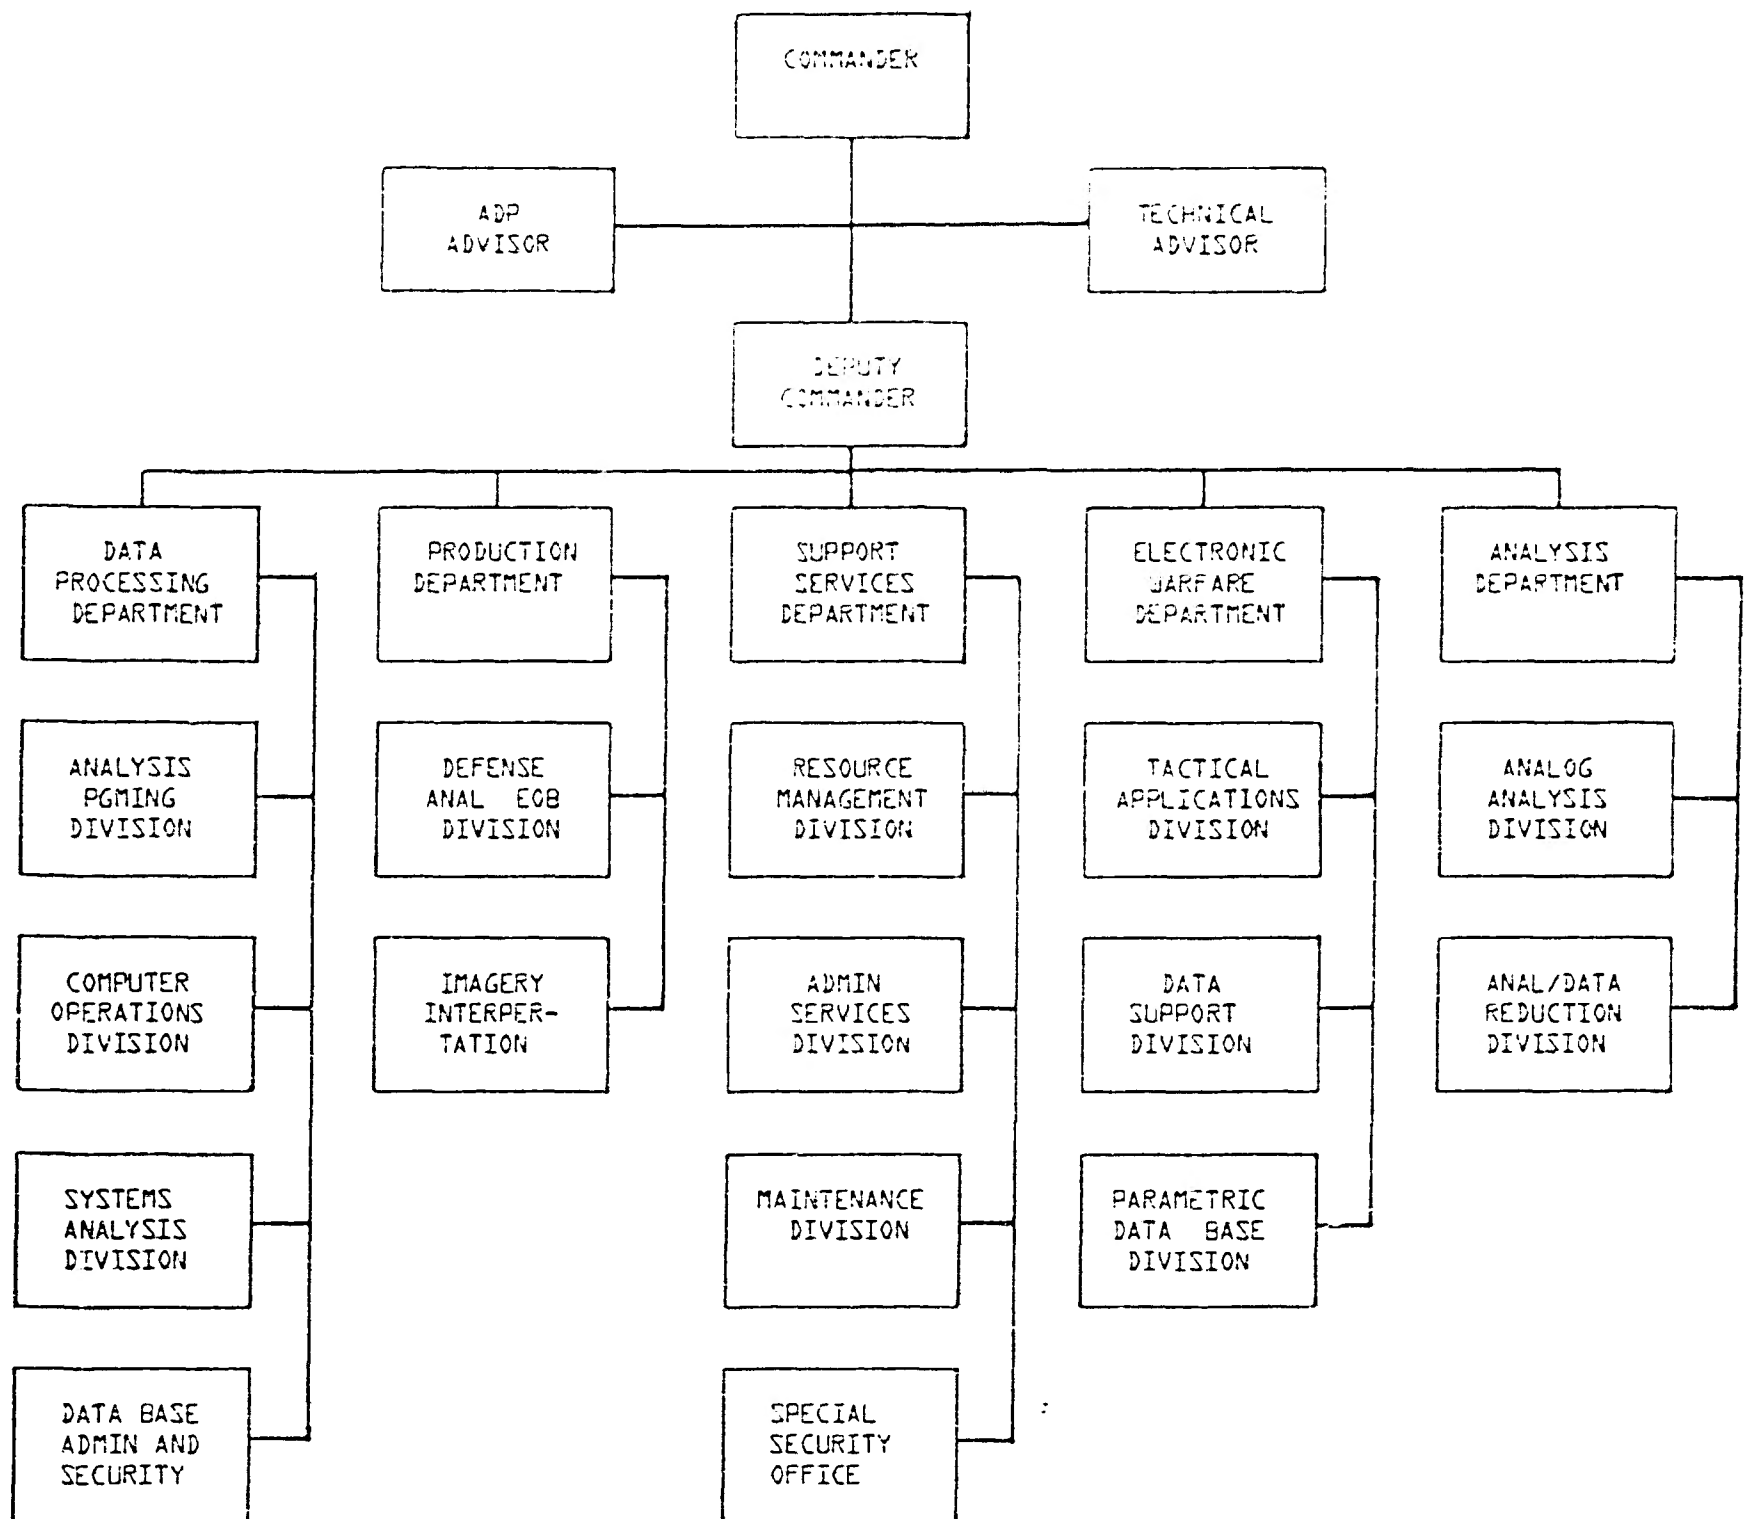 COMMANDER
ADP
ADVISOR
TECHNICAL
ADVISOR
DEPUTY
COMMANDER
DATA
PROCESSING
DEPARTMENT
PRODUCTION
DEPARTMENT
SUPPORT
SERVICES
DEPARTMENT
ELECTRONIC
WARFARE
DEPARTMENT
ANALYSIS
DEPARTMENT
ANALYSIS
PGMING
DIVISION
DEFENSE
ANAL EOB
DIVISION
RESOURCE
MANAGEMENT
DIVISION
TACTICAL
APPLICATIONS
DIVISION
ANALOG
ANALYSIS
DIVISION
COMPUTER
OPERATIONS
DIVISION
IMAGERY
INTERPER-
TATION
ADMIN
SERVICES
DIVISION
DATA
SUPPORT
DIVISION
ANAL/DATA
REDUCTION
DIVISION
SYSTEMS
ANALYSIS
DIVISION
MAINTENANCE
DIVISION
PARAMETRIC
DATA BASE
DIVISION
DATA BASE
ADMIN AND
SECURITY
SPECIAL
SECURITY
OFFICE